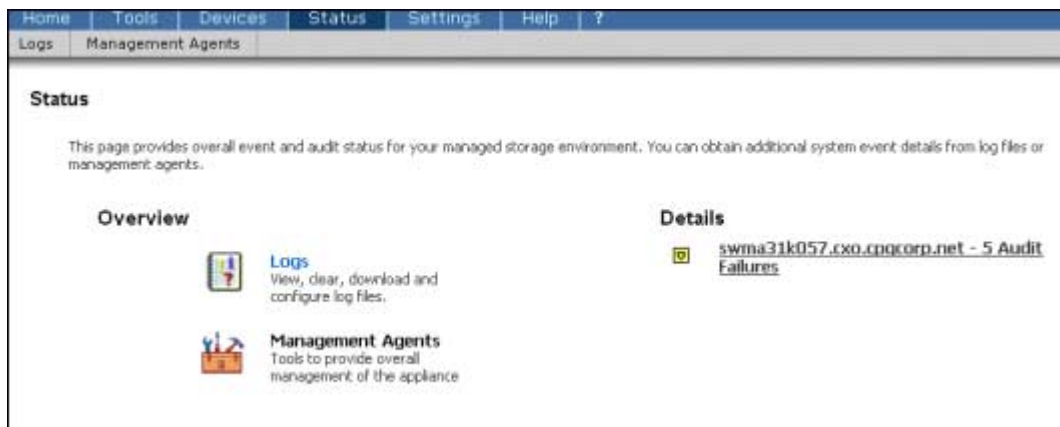 Home Tools Devices Status Settings Help ?
Logs Management Agents
Status
This page provides overall event and audit status for your managed storage environment. You can obtain additional system event details from log files or
management agents.
Overview
Logs
View, clear, download and
configure log files.
Management Agents
Tools to provide overall
management of the appliance
Details
swma31k057.cxo.cpqcorp.net - 5 Audit
Failures